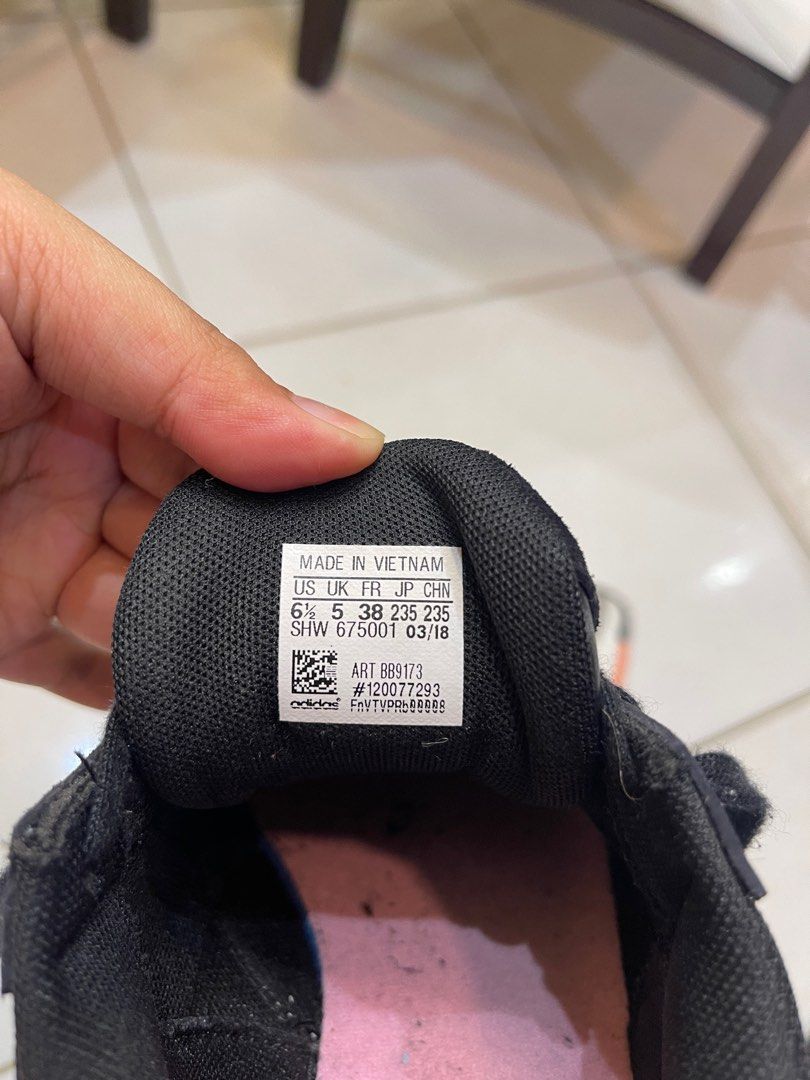 MADE IN VIETNAM
US UK FR JP CHN
6½ 5 38 235 235
SHW 675001 03/18
ART BB9173
#120077293
adidas